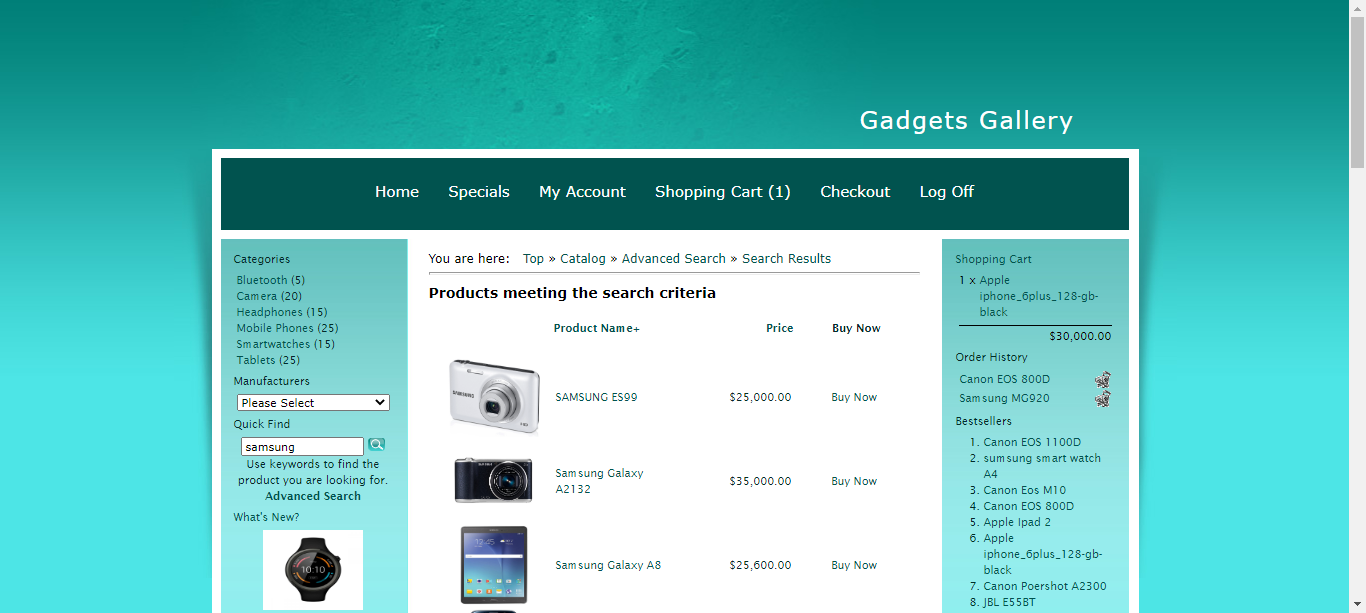 Gadgets Gallery
Home Specials My Account Shopping Cart (1) Checkout Log Off
Categories
Bluetooth (5)
Camera (20)
Headphones (15)
Mobile Phones (25)
Smartwatches (15)
Tablets (25)
Manufacturers
Please Select
Quick Find
samsung
Use keywords to find the
product you are looking for.
Advanced Search
What's New?
10:10
You are here: Top » Catalog » Advanced Search » Search Results
Products meeting the search criteria
Product Name+ Price Buy Now
SAMSUNG
SAMSUNG ES99 $25,000.00 Buy Now
Samsung Galaxy
A2132
$35,000.00 Buy Now
12:45
Samsung Galaxy A8 $25,600.00 Buy Now
Shopping Cart
1 x Apple
iphone_6plus_128-gb-
black
$30,000.00
Order History
Canon EOS 800D
Samsung MG920
Bestsellers
1. Canon EOS 1100D
2. sumsung smart watch
A4
3. Canon Eos M10
4. Canon EOS 800D
5. Apple Ipad 2
6. Apple
iphone_6plus_128-gb-
black
7. Canon Poershot A2300
8. JBL E55BT